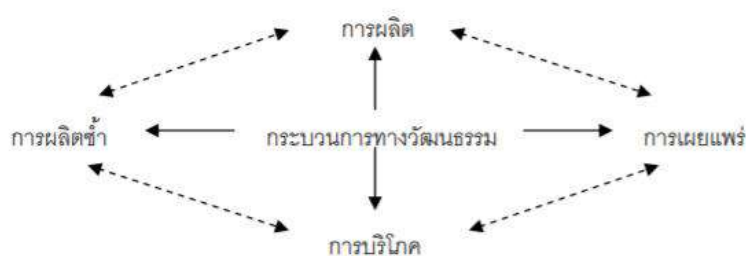 การผลิต
การผลิตซ้ำ กระบวนการทางวัฒนธรรม การเผยแพร่
การบริโภค